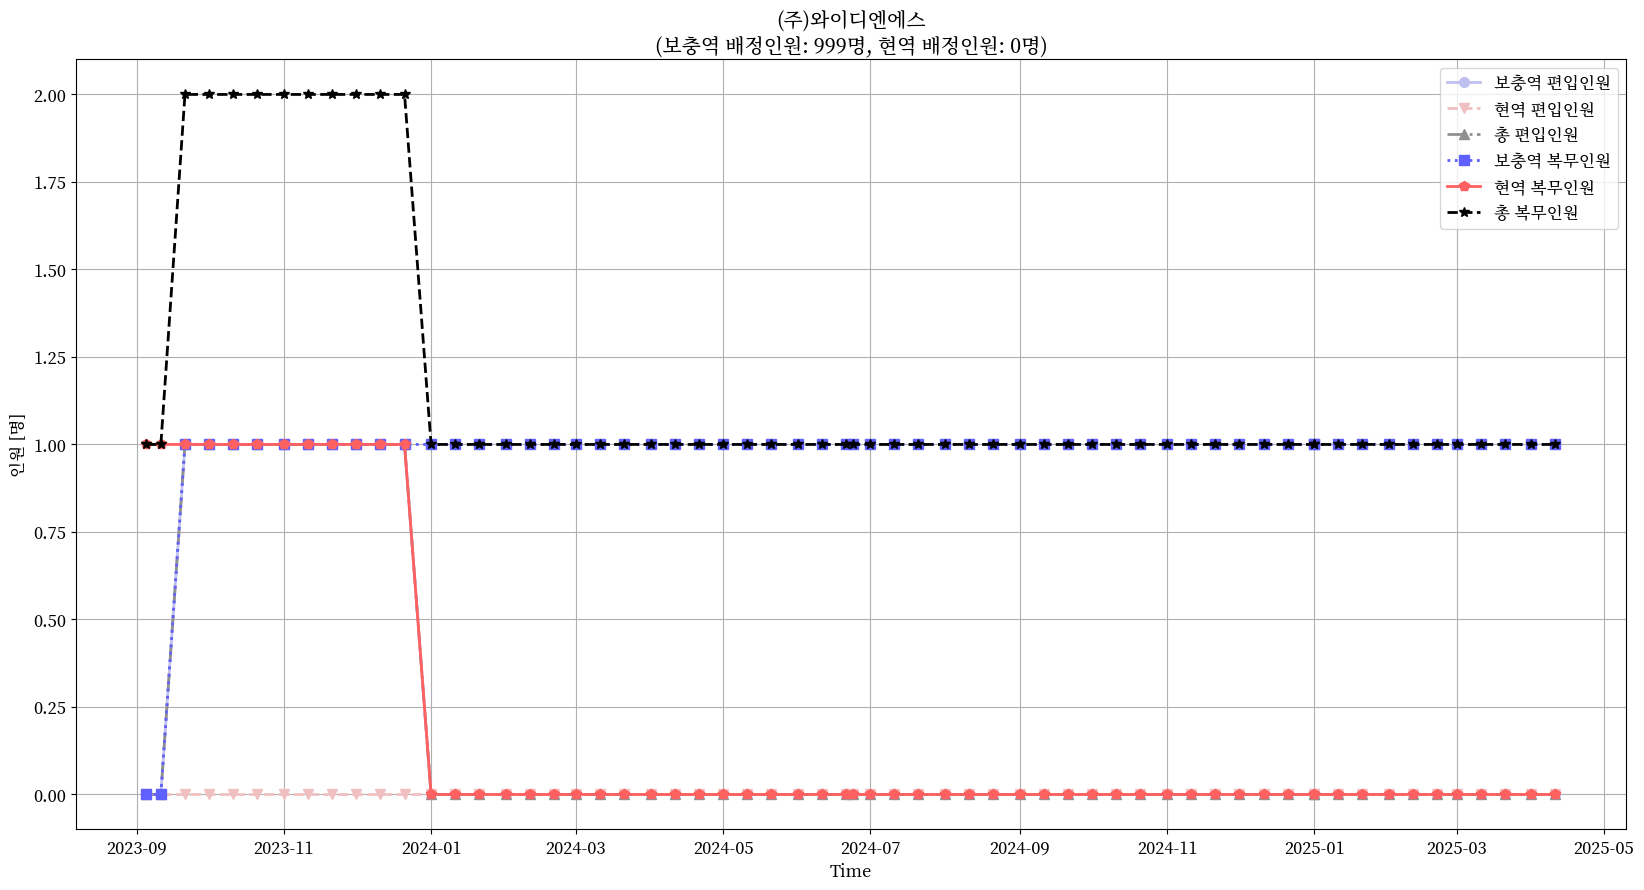 (주)와이디엔에스
(보충역 배정인원: 999명, 현역 배정인원: 0명)
보충역 편입인원
현역 편입인원
총 편입인원
보충역 복무인원
현역 복무인원
총 복무인원
인원 [명]
2.00
1.75
1.50
1.25
1.00
0.75
0.50
0.25
0.00
2023-09
2023-11
2024-01
2024-03
2024-05
2024-07
2024-09
2024-11
2025-01
2025-03
2025-05
Time